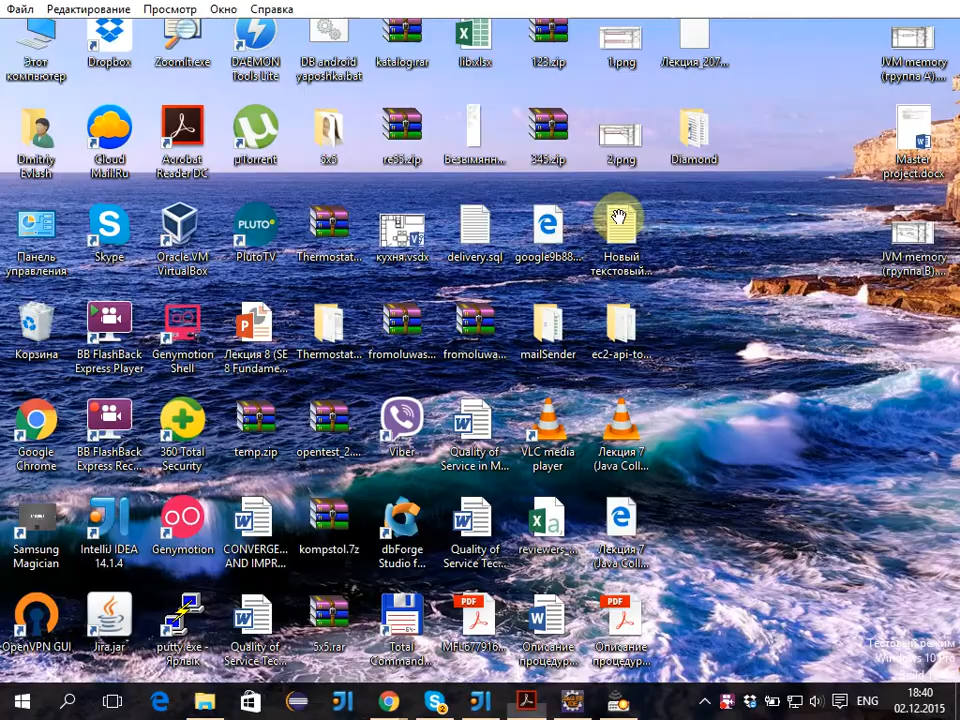 Файл Редактирование Просмотр Окно Справка
Этот
компьютер
Dropbox
ZoomIt.exe
DAEMON
Tools Lite
DB android
yaposhka.bat
katalog.rar
lib.xlsx
123.zip
1.png
Лекция_207...
JVM memory
(группа А)....
Dmitriy
Evlash
Cloud
Mail.Ru
Acrobat
Reader DC
µTorrent
5x5
re55.zip
Безымянн...
345.zip
2.png
Diamond
Master
project.docx
Панель
управления
Skype
Oracle VM
VirtualBox
PLUTO
PlutoTV
Thermostat...
кухня.vsdx
delivery.sql
google9b88...
Новый
текстовый...
JVM memory
(группа В)....
Корзина
BB FlashBack
Express Player
Genymotion
Shell
Лекция 8 (SE
8 Fundame...
Thermostat...
fromoluwas...
fromoluwa...
mailSender
ec2-api-to...
Google
Chrome
BB FlashBack
Express Rec...
360 Total
Security
temp.zip
opentest_2...
Viber
Quality of
Service in M...
VLC media
player
Лекция 7
(Java Coll...
Samsung
Magician
IntelliJ IDEA
14.1.4
Genymotion
CONVERGE...
AND IMPR...
kompstol.7z
dbForge
Studio f...
Quality of
Service Tec...
reviewers_...
Лекция 7
(Java Coll...
OpenVPN GUI
Jira.jar
putty.exe -
Ярлык
Quality of
Service Tec...
5x5.rar
Total
Command...
PDF
MFL677916...
Описание
процедур...
PDF
Описание
процедур...
Тестовый режим
Windows 10 Pro
ENG
18:40
02.12.2015